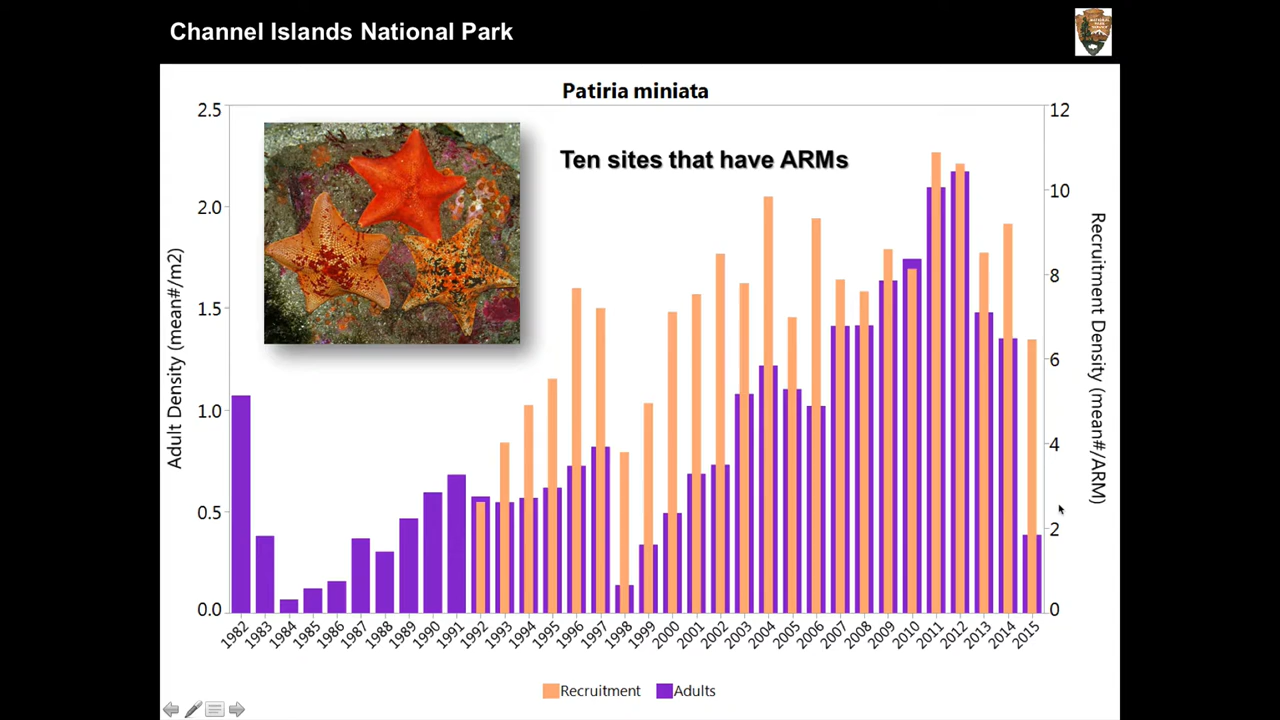 Channel Islands National Park
NATIONAL
PARK
SERVICE
Patiria miniata
Ten sites that have ARMs
2.5
2.0
1.5
1.0
0.5
0.0
Adult Density (mean#/m2)
12
10
8
6
4
2
0
Recruitment Density (mean#/ARM)
1982 1983 1984 1985 1986 1987 1988 1989 1990 1991 1992 1993 1994 1995 1996 1997 1998 1999 2000 2001 2002 2003 2004 2005 2006 2007 2008 2009 2010 2011 2012 2013 2014 2015
Recruitment Adults